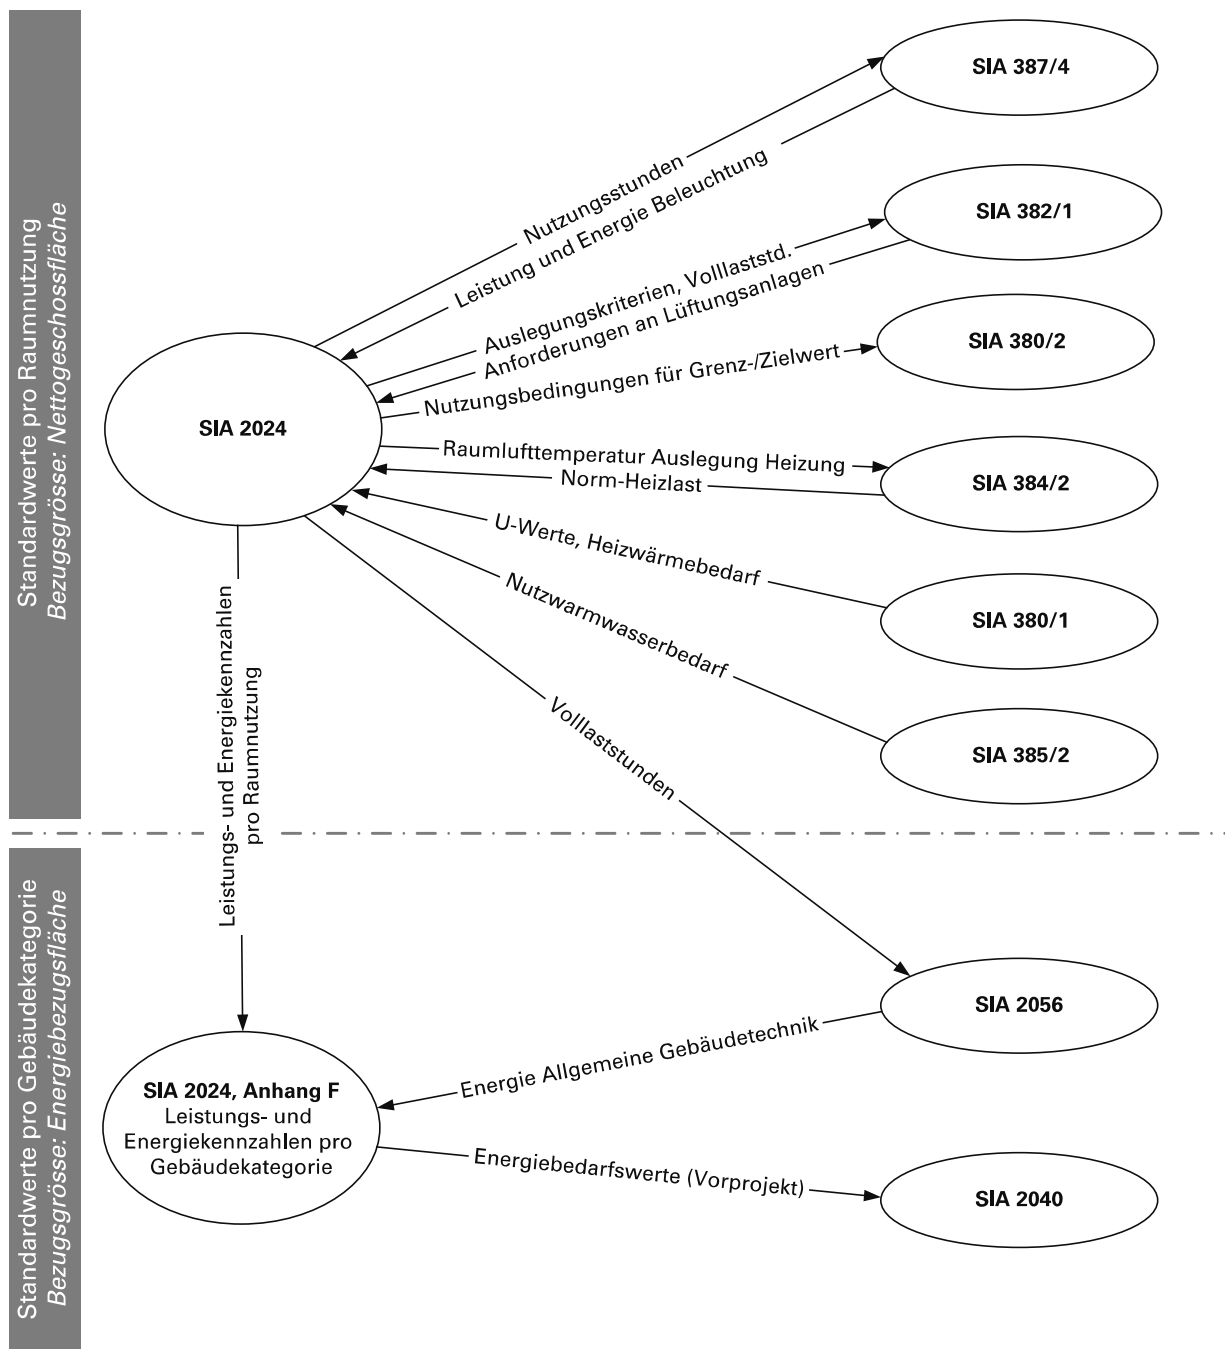 Standardwerte pro Raumnutzung
Bezugsgrösse: Nettogeschossfläche
SIA 387/4
Nutzungsstunden
Leistung und Energie Beleuchtung
SIA 382/1
Auslegungskriterien, Volllaststd.
Anforderungen an Lüftungsanlagen
SIA 380/2
Nutzungsbedingungen für Grenz-/Zielwert
SIA 2024
Raumlufttemperatur Auslegung Heizung
Norm-Heizlast
SIA 384/2
U-Werte, Heizwärmebedarf
SIA 380/1
Nutzwarmwasserbedarf
SIA 385/2
Volllaststunden
Leistungs- und Energiekennzahlen
pro Raumnutzung
Standardwerte pro Gebäudekategorie
Bezugsgrösse: Energiebezugsfläche
SIA 2056
Energie Allgemeine Gebäudetechnik
SIA 2024, Anhang F
Leistungs- und
Energiekennzahlen pro
Gebäudekategorie
Energiebedarfswerte (Vorprojekt)
SIA 2040